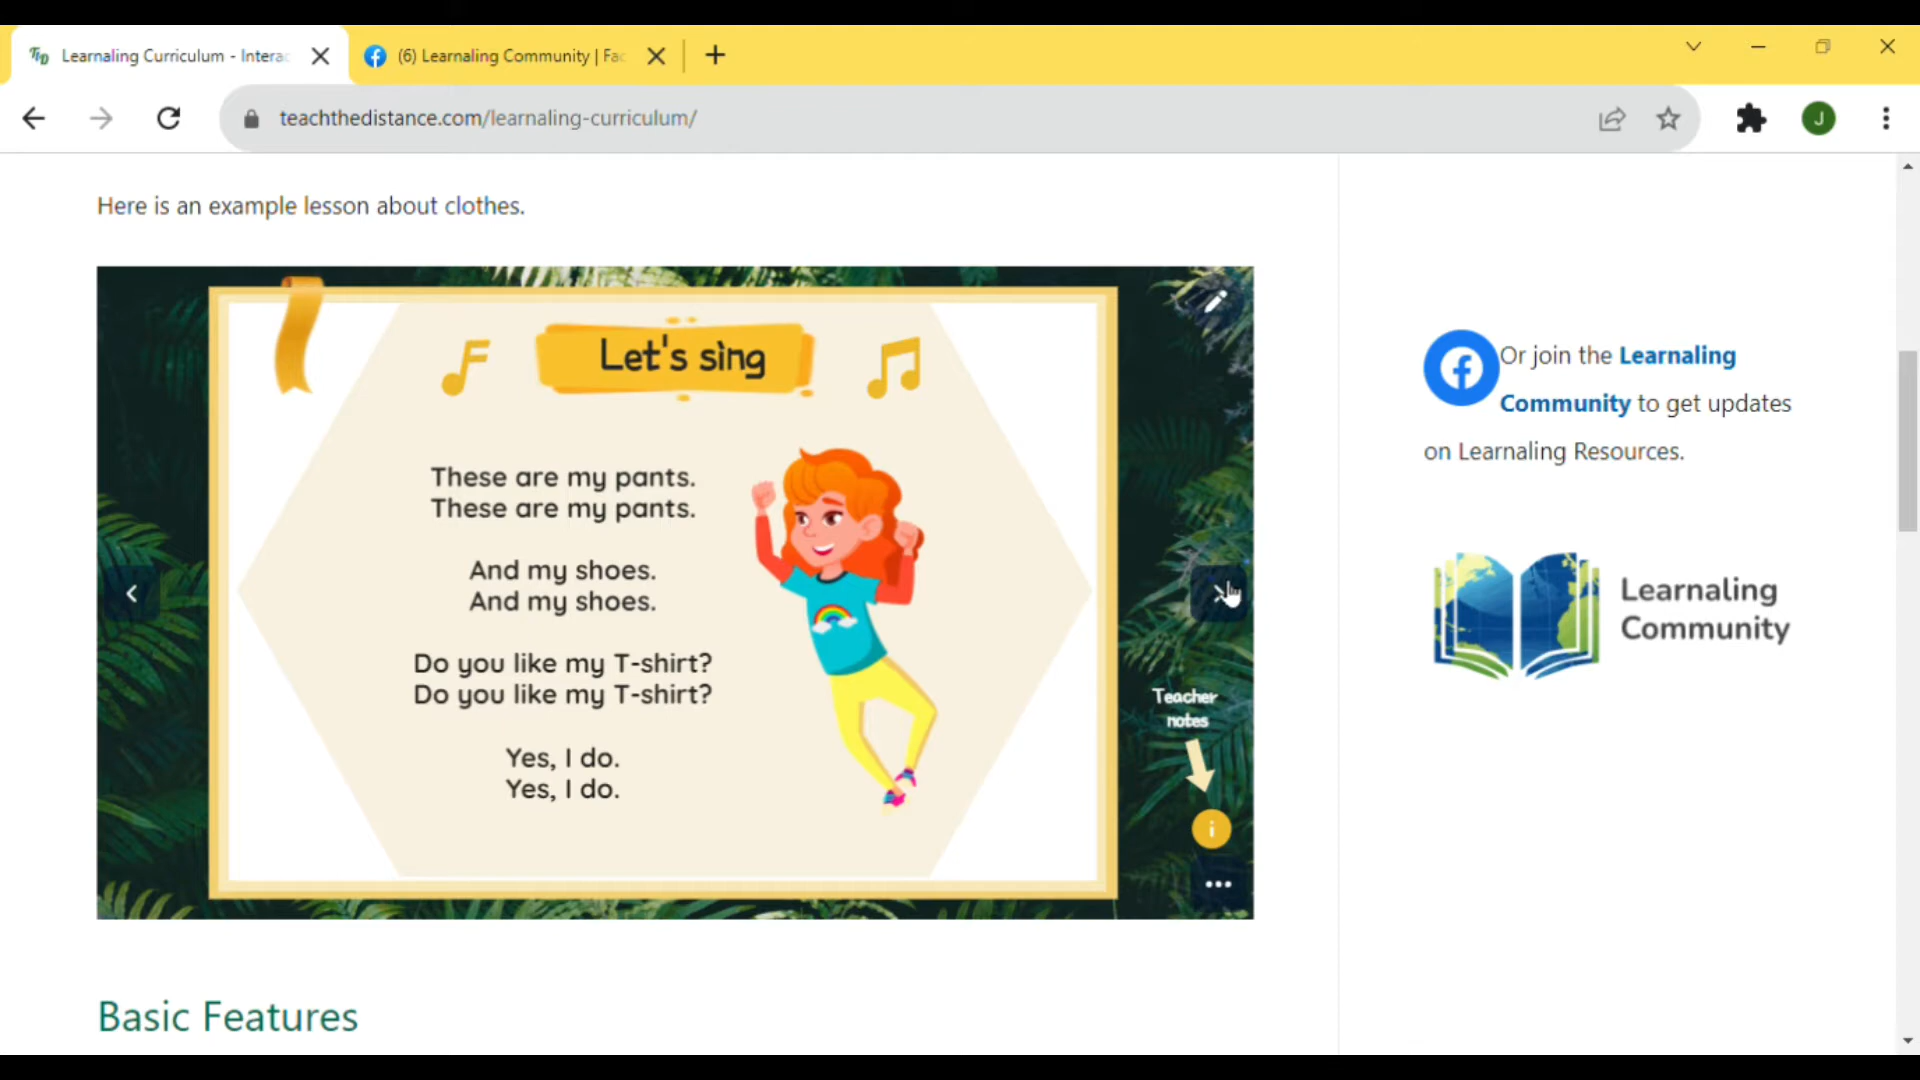 Learnaling Curriculum - Interac
(6) Learnaling Community | Fac
teachthedistance.com/learnaling-curriculum/
J
Here is an example lesson about clothes.
Let's sing
These are my pants.
These are my pants.
And my shoes.
And my shoes.
Do you like my T-shirt?
Do you like my T-shirt?
Yes, I do.
Yes, I do.
Teacher
notes
i
Or join the Learnaling
Community to get updates
on Learnaling Resources.
Learnaling
Community
Basic Features